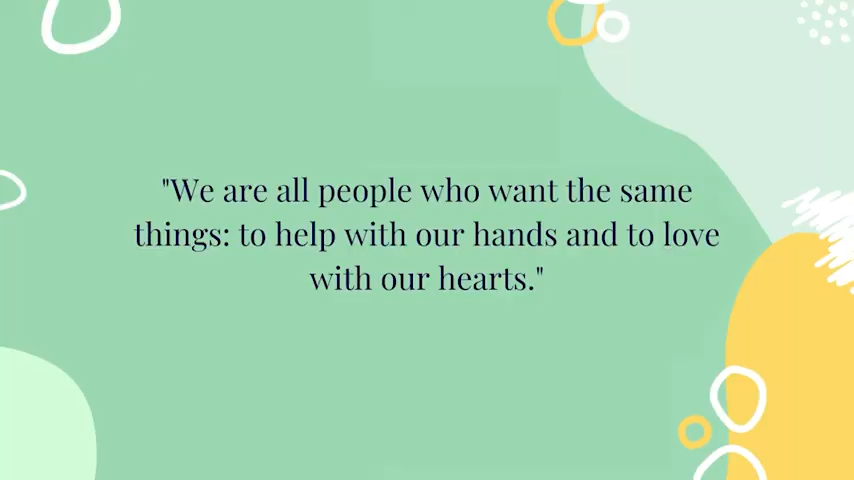 "We are all people who want the same
things: to help with our hands and to love
with our hearts."